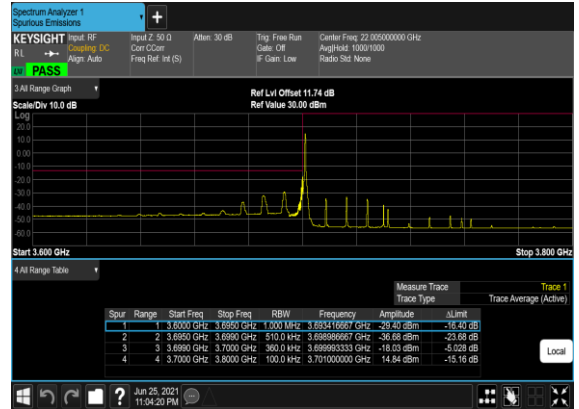 Spectrum Analyzer 1
Spurious Emissions
+
KEYSIGHT Input: RF Input Z: 50 Ω Atten: 30 dB Trig: Free Run Center Freq: 22.005000000 GHz
RL Coupling: DC Corr CCorr Gate: Off Avg|Hold: 1000/1000
Align: Auto Freq Ref: Int (S) IF Gain: Low Radio Std: None
LM PASS
3 All Range Graph
Ref Lvl Offset 11.74 dB
Scale/Div 10.0 dB Ref Value 30.00 dBm
Log
20.0
10.0
0.00
-10.0
-20.0
-30.0
-40.0
-50.0
-60.0
Start 3.600 GHz Stop 3.800 GHz
4 All Range Table
Measure Trace Trace 1
Trace Type Trace Average (Active)
Spur Range Start Freq Stop Freq RBW Frequency Amplitude ΔLimit
1 1 3.6000 GHz 3.6950 GHz 1.000 MHz 3.693416667 GHz -29.40 dBm -16.40 dB
2 2 3.6950 GHz 3.6990 GHz 510.0 kHz 3.698986667 GHz -36.68 dBm -23.68 dB
3 3 3.6990 GHz 3.7000 GHz 360.0 kHz 3.699993333 GHz -18.03 dBm -5.028 dB
4 4 3.7000 GHz 3.8000 GHz 100.0 kHz 3.701000000 GHz 14.84 dBm -15.16 dB
Local
? Jun 25, 2021
11:04:20 PM